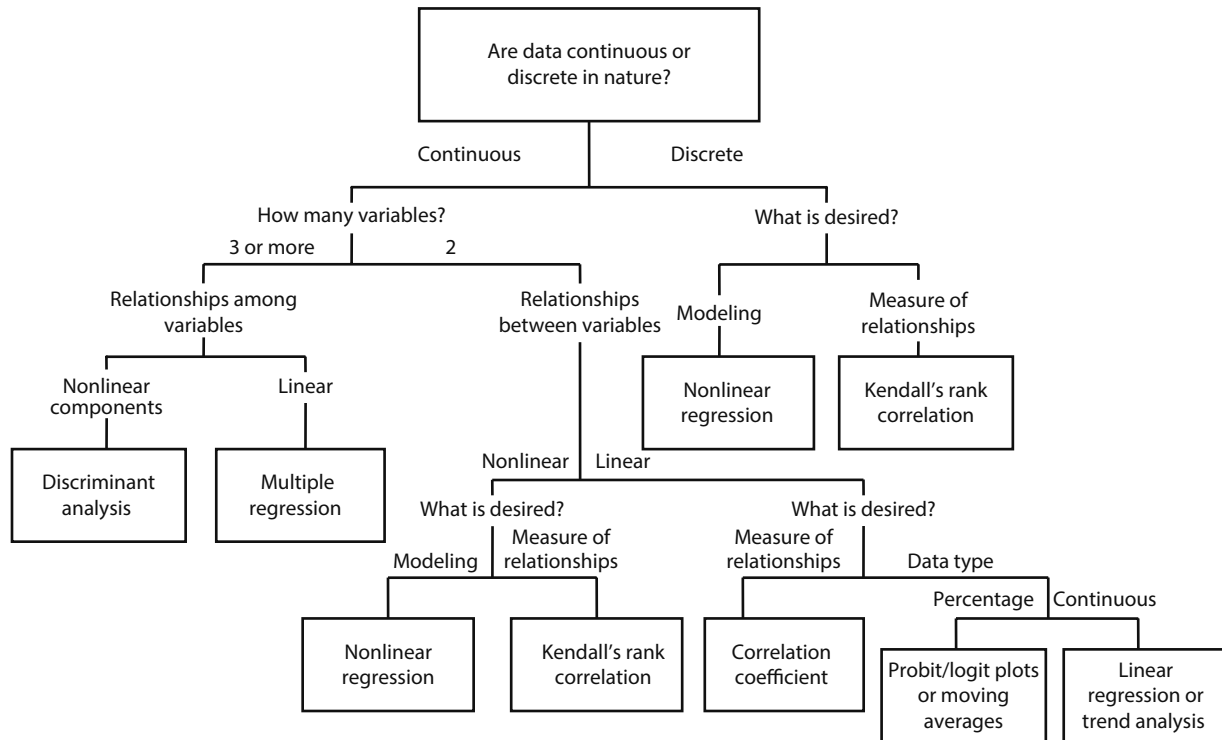 Are data continuous or
discrete in nature?
Continuous
Discrete
How many variables?
What is desired?
3 or more
2
Relationships among
variables
Relationships
between variables
Modeling
Measure of
relationships
Nonlinear
components
Linear
Nonlinear
regression
Kendall's rank
correlation
Discriminant
analysis
Multiple
regression
Nonlinear
Linear
What is desired?
What is desired?
Modeling
Measure of
relationships
Measure of
relationships
Data type
Percentage
Continuous
Nonlinear
regression
Kendall's rank
correlation
Correlation
coefficient
Probit/logit plots
or moving
averages
Linear
regression or
trend analysis